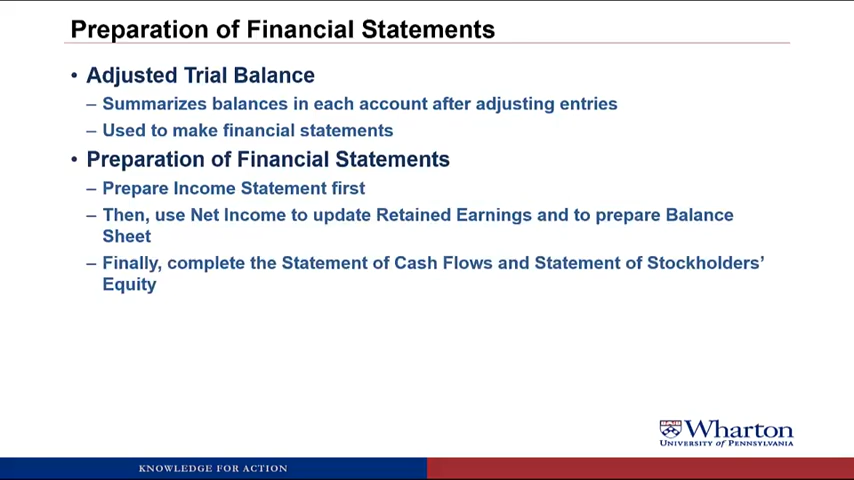 Preparation of Financial Statements
• Adjusted Trial Balance
– Summarizes balances in each account after adjusting entries
– Used to make financial statements
• Preparation of Financial Statements
– Prepare Income Statement first
– Then, use Net Income to update Retained Earnings and to prepare Balance
Sheet
– Finally, complete the Statement of Cash Flows and Statement of Stockholders’
Equity
Wharton
UNIVERSITY of PENNSYLVANIA
KNOWLEDGE FOR ACTION